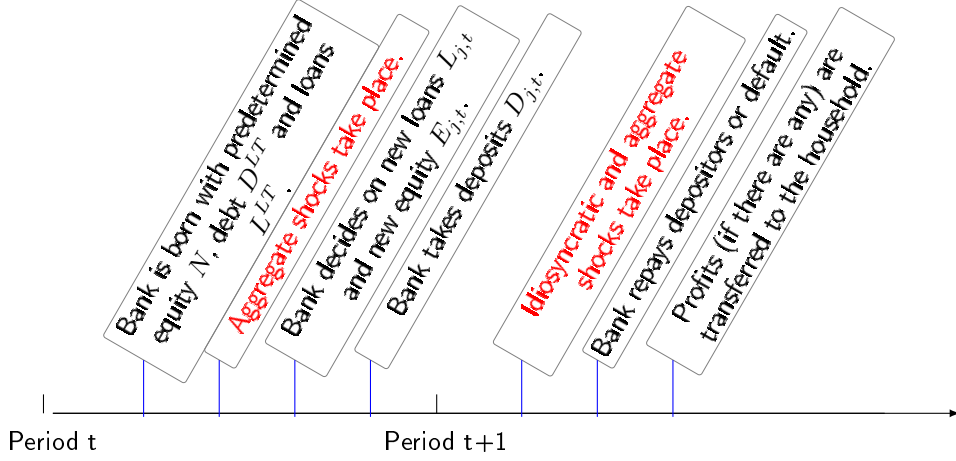 Bank is born with predetermined
equity N, debt D^{LT} and loans
L^{LT}.
Aggregate shocks take place.
Bank decides on new loans L_{j,t}
and new equity E_{j,t}.
Bank takes deposits D_{j,t}.
Idiosyncratic and aggregate
shocks take place.
Bank repays depositors or default.
Profits (if there are any) are
transferred to the household.
Period t
Period t+1